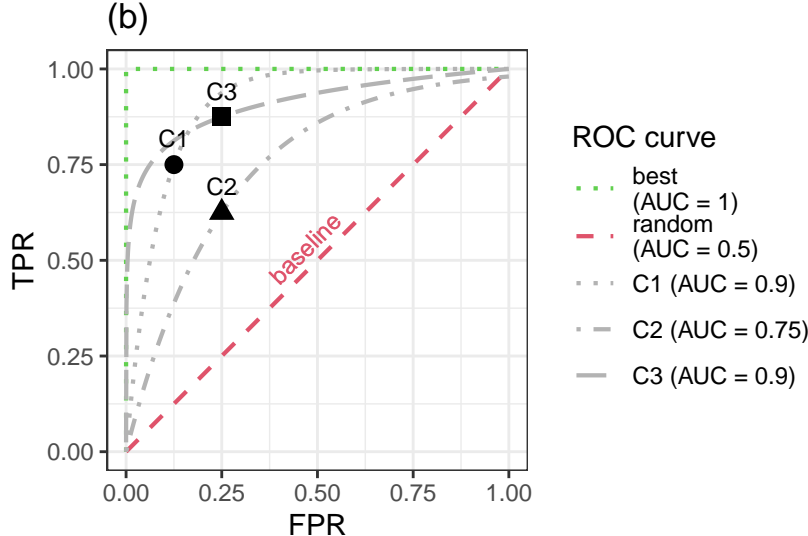 (b)
1.00
0.75
0.50
0.25
0.00
TPR
C1
C3
C2
baseline
0.00
0.25
0.50
0.75
1.00
FPR
ROC curve
best
(AUC = 1)
random
(AUC = 0.5)
C1 (AUC = 0.9)
C2 (AUC = 0.75)
C3 (AUC = 0.9)